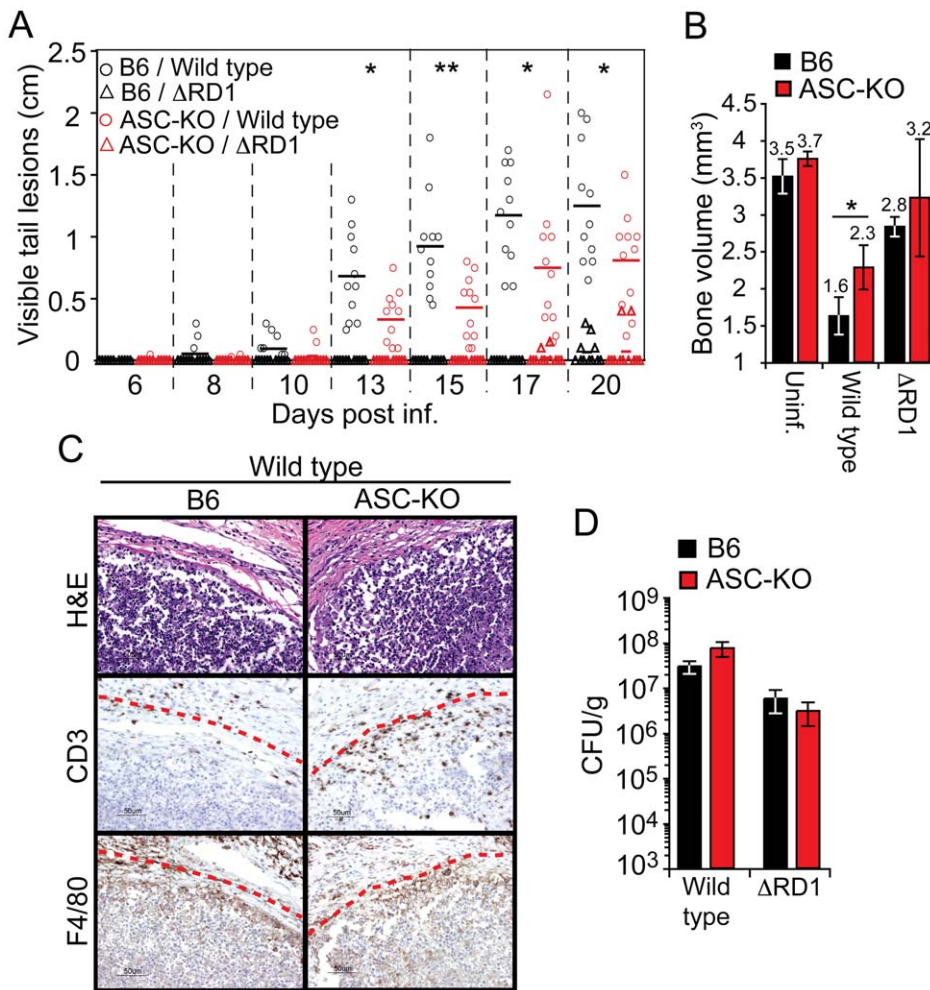 A
Visible tail lesions (cm)
2.5
2
1.5
1
0.5
0
B6 / Wild type
B6 / ΔRD1
ASC-KO / Wild type
ASC-KO / ΔRD1
* ** * *
6 8 10 13 15 17 20
Days post inf.
B
B6
ASC-KO
Bone volume (mm³)
4.5
4
3.5
3
2.5
2
1.5
1
3.5 3.7
1.6 * 2.3
2.8 3.2
Uninf.
Wild type
ΔRD1
C
Wild type
B6 ASC-KO
H&E
CD3
F4/80
50um 50um
50um 50um
D
B6
ASC-KO
CFU/g
10⁹
10⁸
10⁷
10⁶
10⁵
10⁴
10³
Wild ΔRD1
type